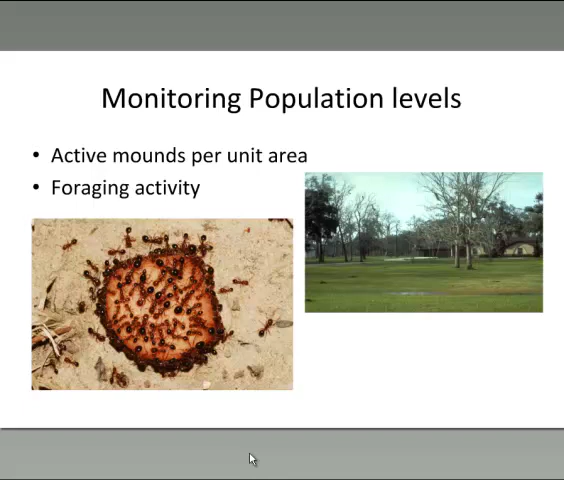 Monitoring Population levels
• Active mounds per unit area
• Foraging activity